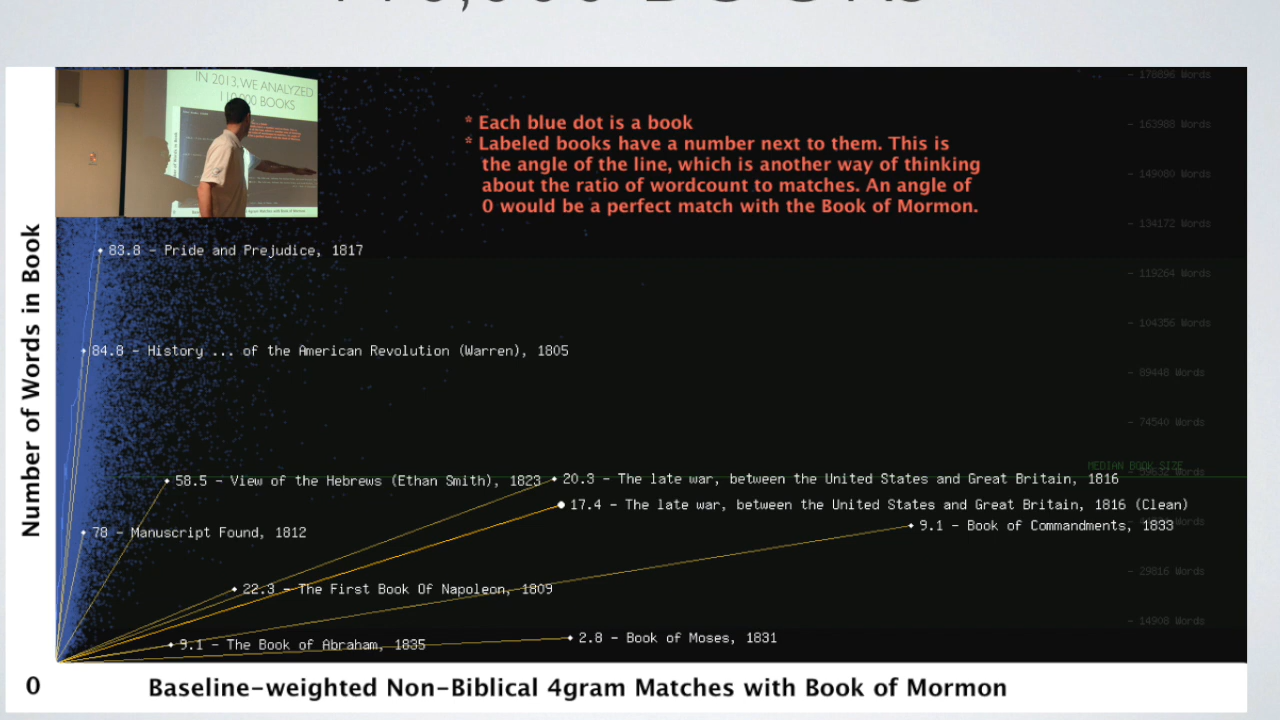 110,000 BOOKS
IN 2013, WE ANALYZED
110,000 BOOKS
* Each blue dot is a book
* Labeled books have a number next to them. This is
the angle of the line, which is another way of thinking
about the ratio of wordcount to matches. An angle of
0 would be a perfect match with the Book of Mormon.
- 178896 Words
- 163988 Words
- 149080 Words
- 134172 Words
- 119264 Words
- 104356 Words
- 89448 Words
- 74540 Words
83.8 - Pride and Prejudice, 1817
84.8 - History ... of the American Revolution (Warren), 1805
MEDIAN BOOK SIZE
58.5 - View of the Hebrews (Ethan Smith), 1823
20.3 - The late war, between the United States and Great Britain, 1816
17.4 - The late war, between the United States and Great Britain, 1816 (Clean)
9.1 - Book of Commandments, 1833
78 - Manuscript Found, 1812
- 29816 Words
22.3 - The First Book Of Napoleon, 1809
- 14908 Words
2.8 - Book of Moses, 1831
9.1 - The Book of Abraham, 1835
Number of Words in Book
0
Baseline-weighted Non-Biblical 4gram Matches with Book of Mormon